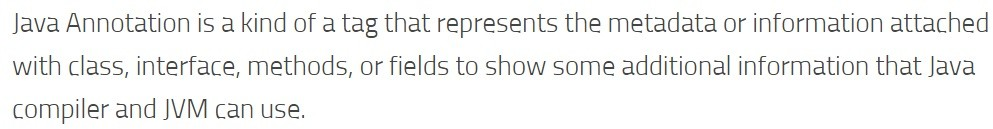 Java Annotation is a kind of a tag that represents the metadata or information attached
with class, interface, methods, or fields to show some additional information that Java
compiler and JVM can use.